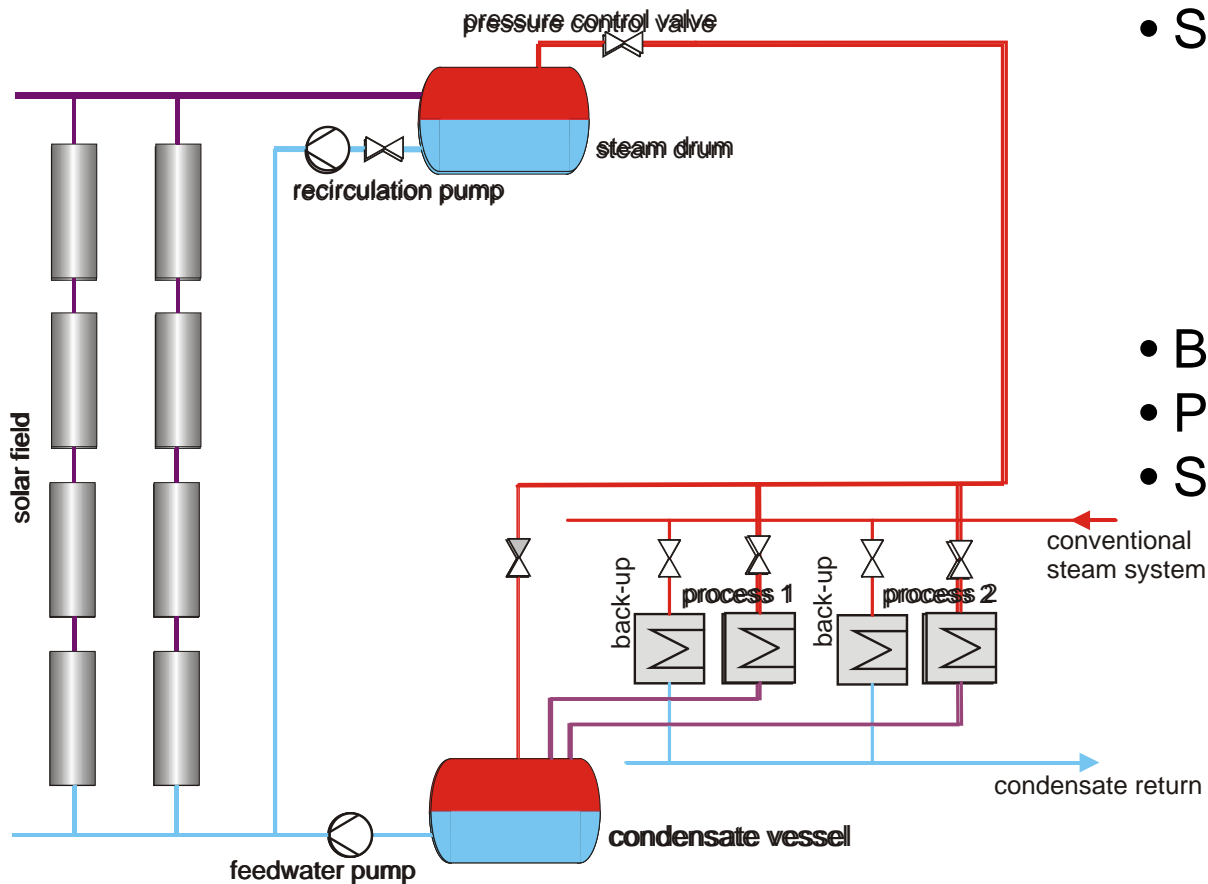 pressure control valve
• S
steam drum
recirculation pump
• B
• P
• S
solar field
conventional
steam system
back-up
process 1
back-up
process 2
condensate return
condensate vessel
feedwater pump